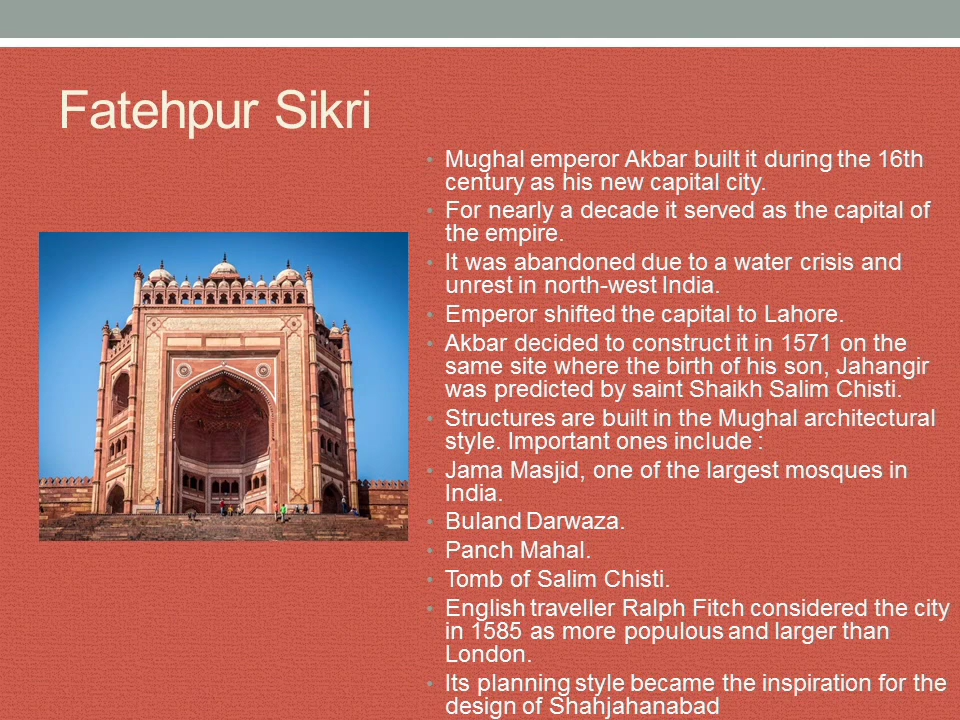 Fatehpur Sikri
• Mughal emperor Akbar built it during the 16th
century as his new capital city.
• For nearly a decade it served as the capital of
the empire.
• It was abandoned due to a water crisis and
unrest in north-west India.
• Emperor shifted the capital to Lahore.
• Akbar decided to construct it in 1571 on the
same site where the birth of his son, Jahangir
was predicted by saint Shaikh Salim Chisti.
• Structures are built in the Mughal architectural
style. Important ones include :
• Jama Masjid, one of the largest mosques in
India.
• Buland Darwaza.
• Panch Mahal.
• Tomb of Salim Chisti.
• English traveller Ralph Fitch considered the city
in 1585 as more populous and larger than
London.
• Its planning style became the inspiration for the
design of Shahjahanabad